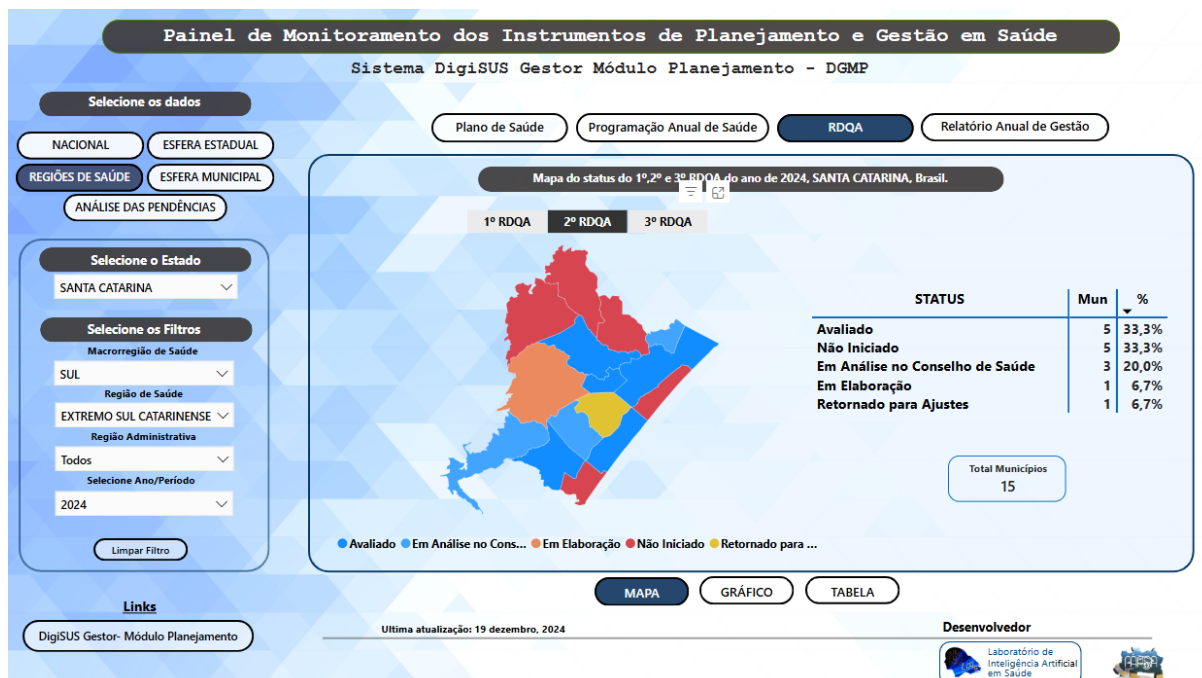 Painel de Monitoramento dos Instrumentos de Planejamento e Gestão em Saúde
Sistema DigiSUS Gestor Módulo Planejamento - DGMP
Selecione os dados
NACIONAL
ESFERA ESTADUAL
REGIÕES DE SAÚDE
ESFERA MUNICIPAL
ANÁLISE DAS PENDÊNCIAS
Selecione o Estado
SANTA CATARINA
Selecione os Filtros
Macrorregião de Saúde
SUL
Região de Saúde
EXTREMO SUL CATARINENSE
Região Administrativa
Todos
Selecione Ano/Período
2024
Limpar Filtro
Links
DigiSUS Gestor- Módulo Planejamento
Plano de Saúde
Programação Anual de Saúde
RDQA
Relatório Anual de Gestão
Mapa do status do 1º,2º e 3º RDQA do ano de 2024, SANTA CATARINA, Brasil.
1º RDQA 2º RDQA 3º RDQA
STATUS Mun %
Avaliado 5 33,3%
Não Iniciado 5 33,3%
Em Análise no Conselho de Saúde 3 20,0%
Em Elaboração 1 6,7%
Retornado para Ajustes 1 6,7%
Total Municípios
15
Avaliado Em Análise no Cons... Em Elaboração Não Iniciado Retornado para ...
MAPA
GRÁFICO
TABELA
Ultima atualização: 19 dezembro, 2024
Desenvolvedor
Laboratório de
Inteligência Artificial
em Saúde